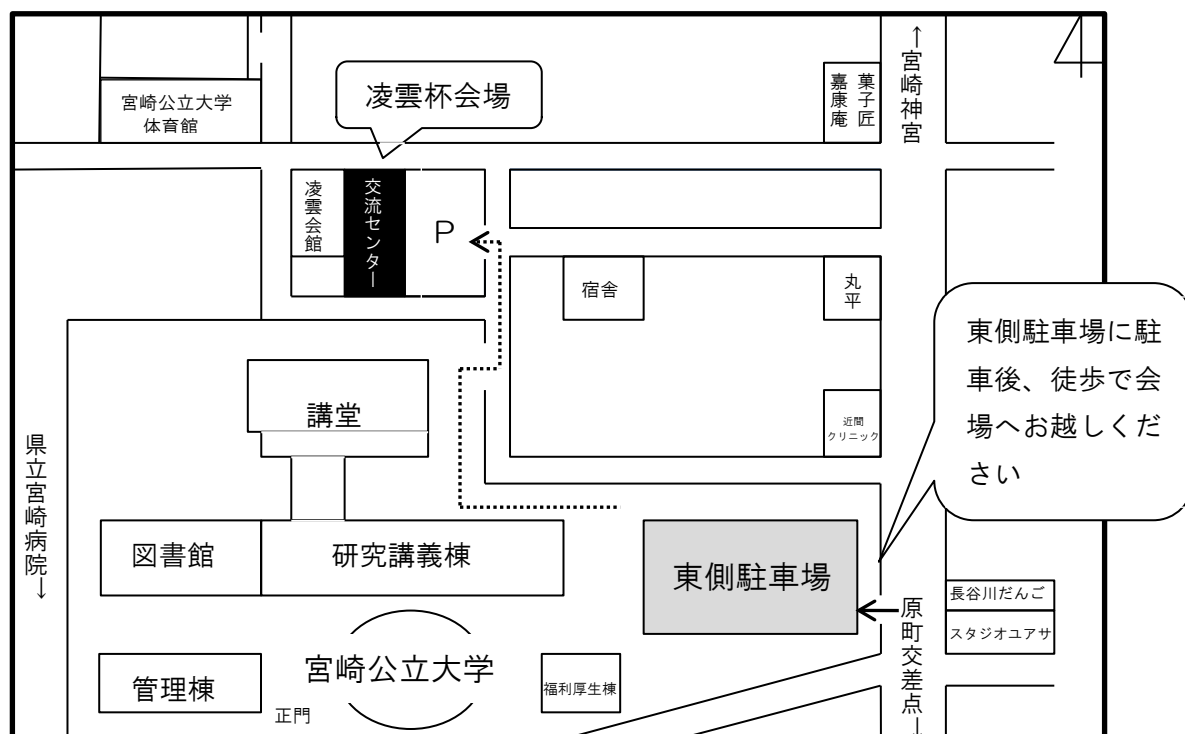 宮崎公立大学
体育館
凌雲杯会場
菓子匠
嘉康庵
↑宮崎神宮
凌雲会館
交流センター
P
宿舎
丸平
東側駐車場に駐
車後、徒歩で会
場へお越しくだ
さい
講堂
近間
クリニック
県立宮崎病院↓
図書館
研究講義棟
東側駐車場
長谷川だんご
スタジオユアサ
原町交差点↓
宮崎公立大学
管理棟
福利厚生棟
正門